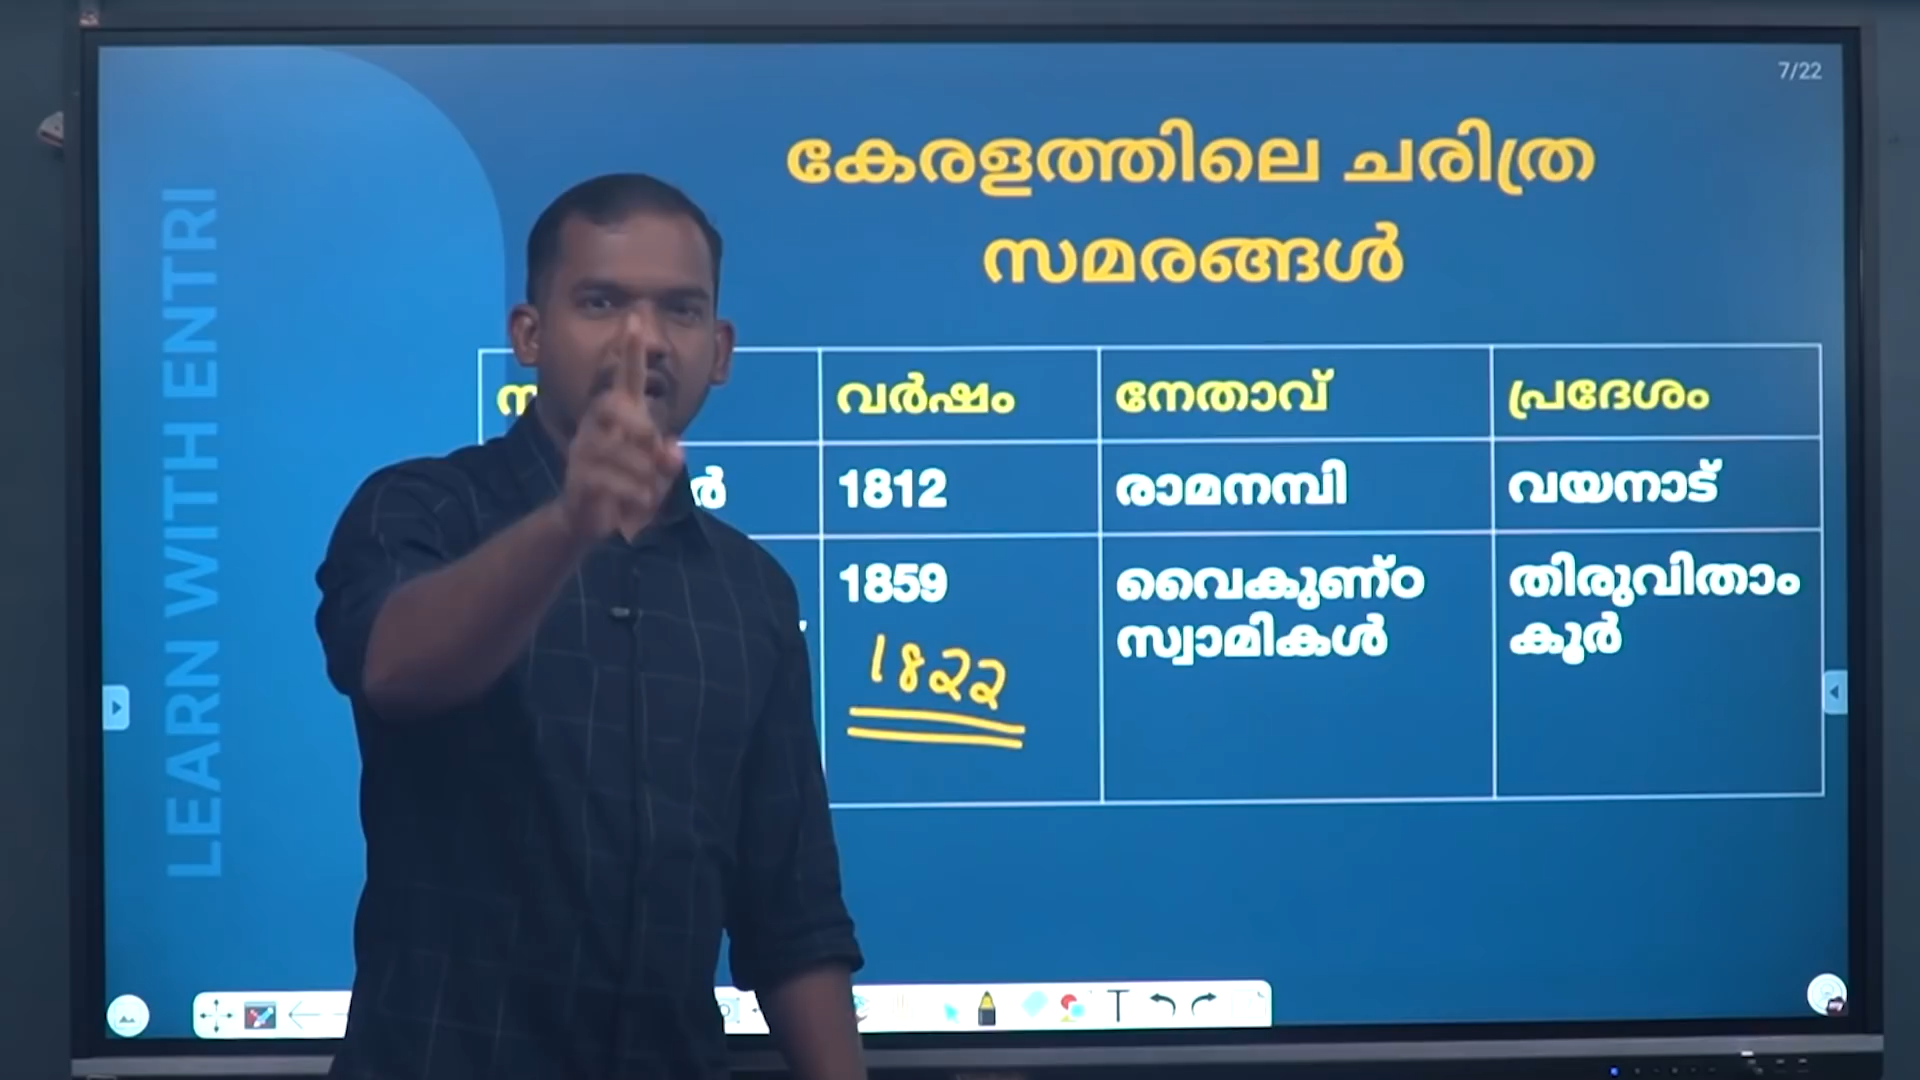 7/22
കേരളത്തിലെ ചരിത്ര
സമരങ്ങൾ
LEARN WITH ENTRI
വർഷം നേതാവ് പ്രദേശം
1812 രാമനമ്പി വയനാട്
1859 വൈകുണ്ഠ തിരുവിതാം
സ്വാമികൾ കൂർ
1822